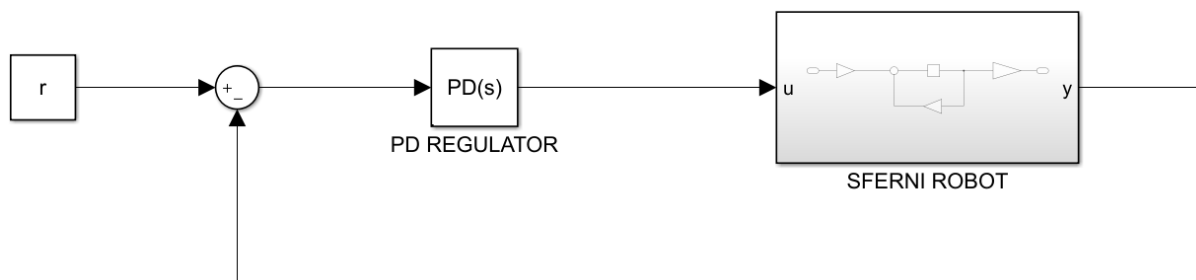 r
+
−
PD(s)
PD REGULATOR
u
y
SFERNI ROBOT